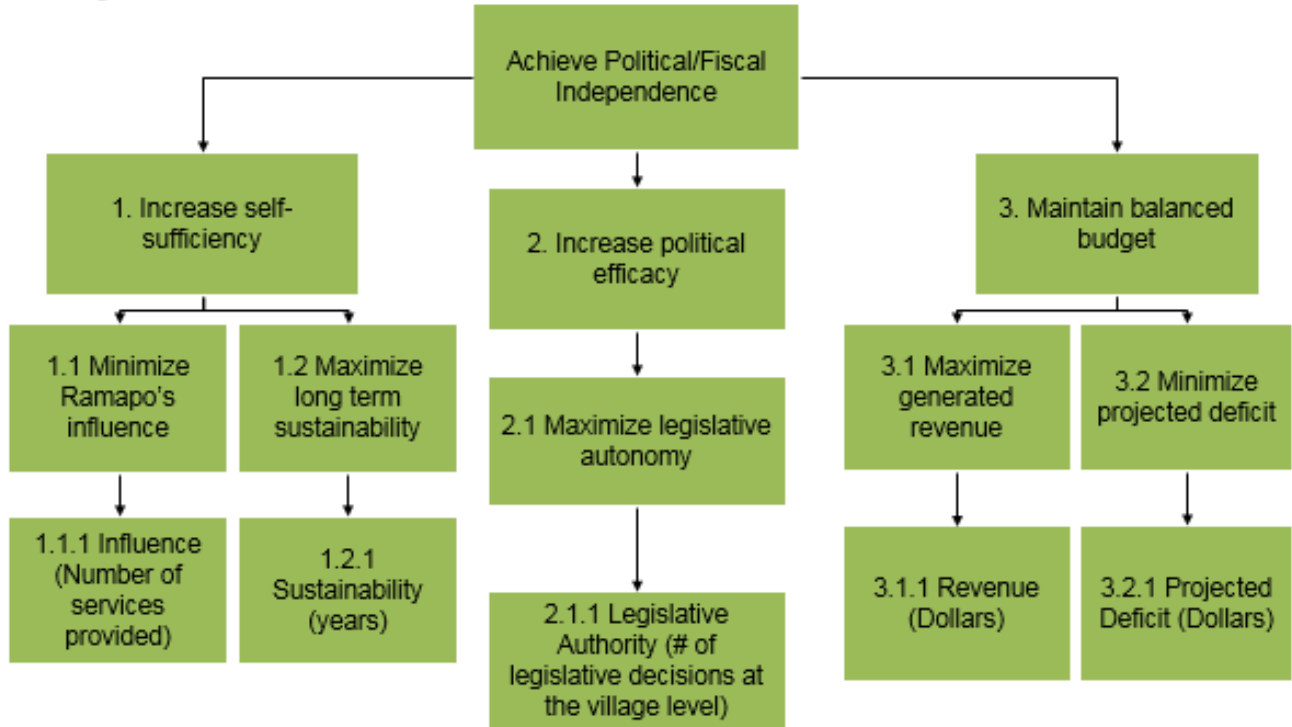 Achieve Political/Fiscal
Independence
1. Increase self-
sufficiency
2. Increase political
efficacy
3. Maintain balanced
budget
1.1 Minimize
Ramapo's
influence
1.2 Maximize
long term
sustainability
2.1 Maximize legislative
autonomy
3.1 Maximize
generated
revenue
3.2 Minimize
projected deficit
1.1.1 Influence
(Number of
services
provided)
1.2.1
Sustainability
(years)
2.1.1 Legislative
Authority (# of
legislative decisions at
the village level)
3.1.1 Revenue
(Dollars)
3.2.1 Projected
Deficit (Dollars)